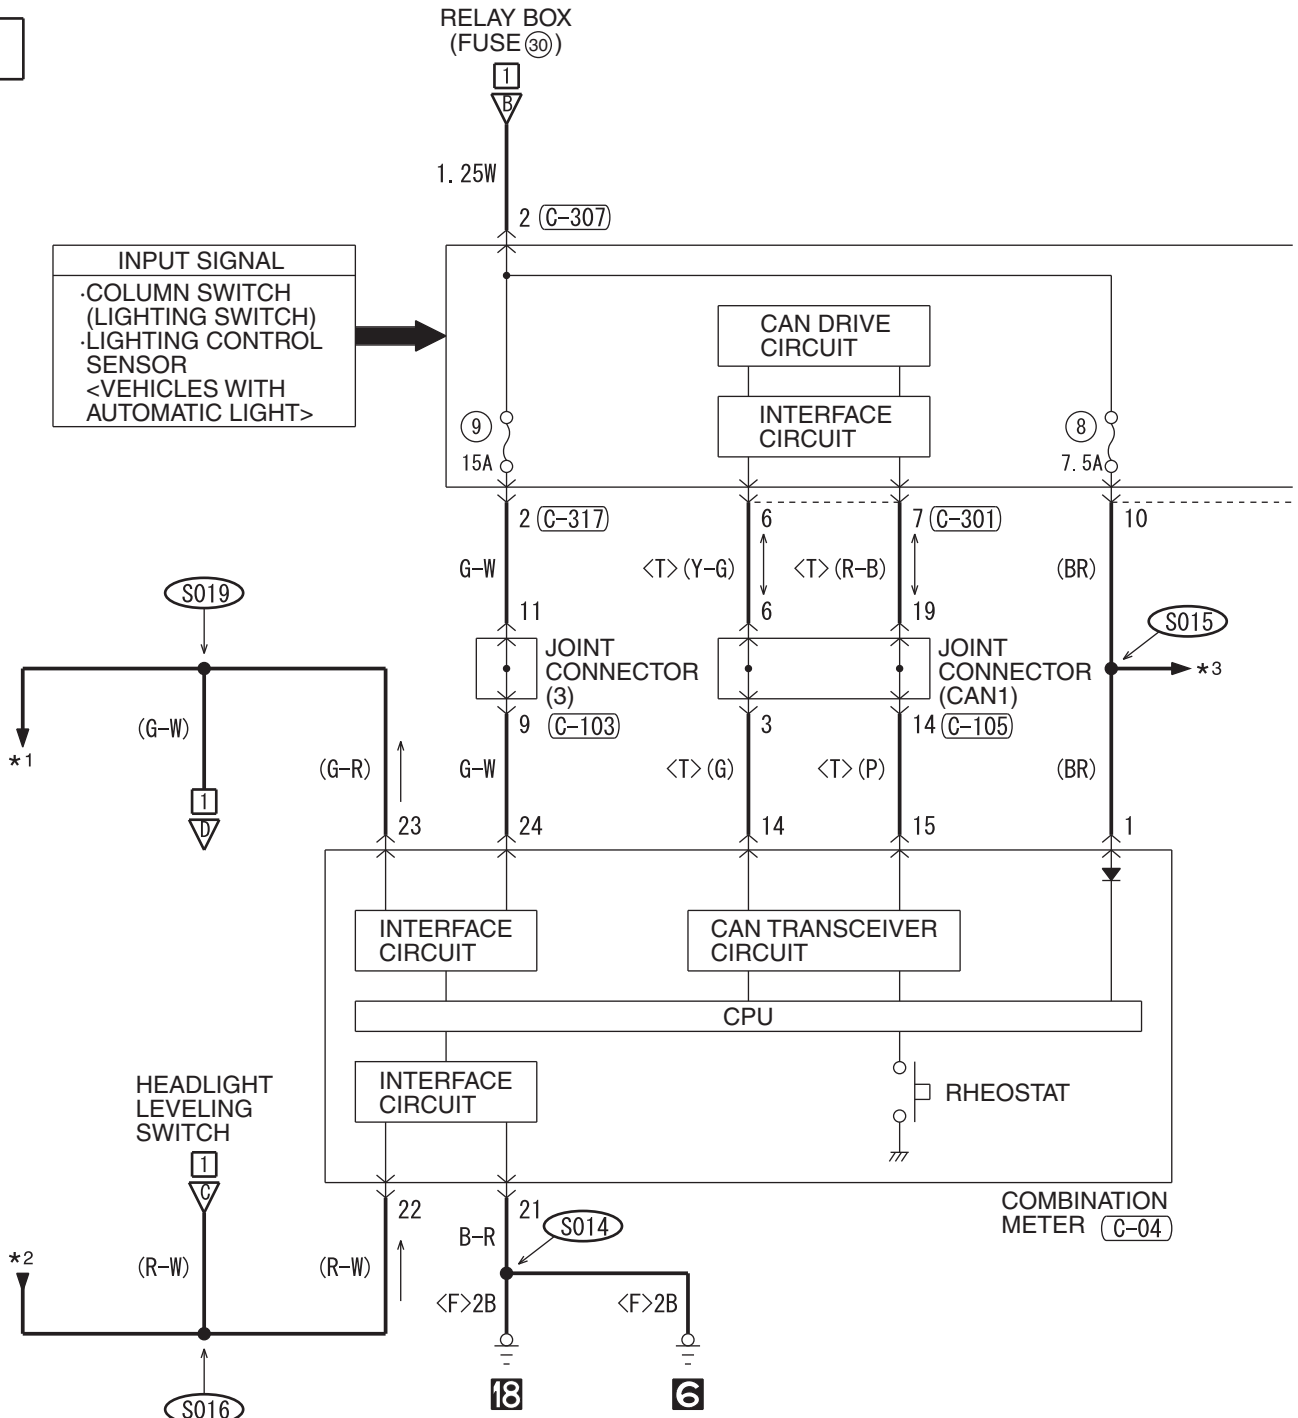 RELAY BOX
(FUSE 30)
1
B
1. 25W
2 C-307
INPUT SIGNAL
·COLUMN SWITCH
(LIGHTING SWITCH)
·LIGHTING CONTROL
SENSOR
<VEHICLES WITH
AUTOMATIC LIGHT>
CAN DRIVE
CIRCUIT
INTERFACE
CIRCUIT
9
15A
8
7. 5A
2 C-317
6
7 C-301
10
G-W
<T>(Y-G)
<T>(R-B)
(BR)
11
6
19
S019
S015
JOINT
CONNECTOR
(3)
JOINT
CONNECTOR
(CAN1)
*3
9 C-103
3
14 C-105
*1
(G-W)
(G-R)
G-W
<T>(G)
<T>(P)
(BR)
1
D
23
24
14
15
1
INTERFACE
CIRCUIT
CAN TRANSCEIVER
CIRCUIT
CPU
INTERFACE
CIRCUIT
RHEOSTAT
HEADLIGHT
LEVELING
SWITCH
1
C
22
21
COMBINATION
METER C-04
S014
B-R
*2
(R-W)
(R-W)
<F>2B
<F>2B
18
6
S016